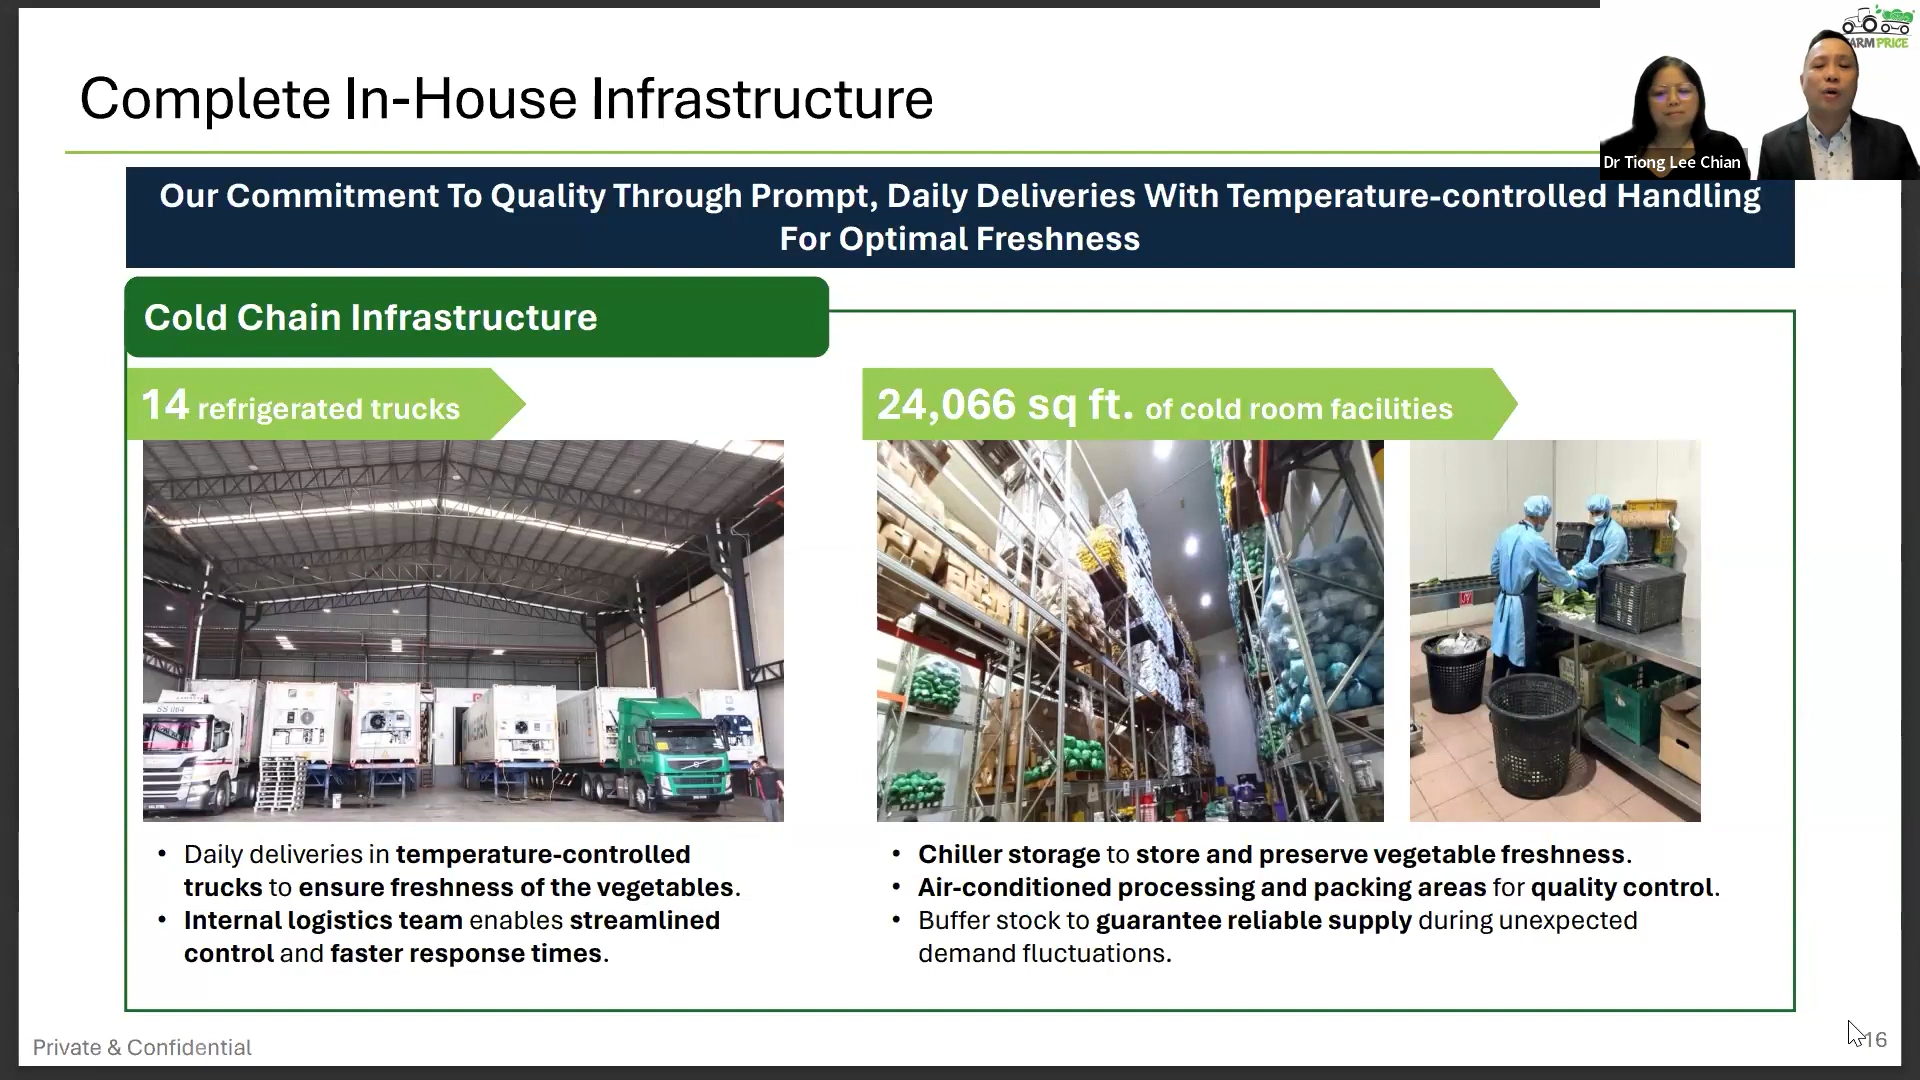 Complete In-House Infrastructure
ARM PRICE
Dr Tiong Lee Chian
Our Commitment To Quality Through Prompt, Daily Deliveries With Temperature-controlled Handling
For Optimal Freshness
Cold Chain Infrastructure
14 refrigerated trucks
24,066 sq ft. of cold room facilities
• Daily deliveries in temperature-controlled
trucks to ensure freshness of the vegetables.
• Internal logistics team enables streamlined
control and faster response times.
• Chiller storage to store and preserve vegetable freshness.
• Air-conditioned processing and packing areas for quality control.
• Buffer stock to guarantee reliable supply during unexpected
demand fluctuations.
Private & Confidential
16